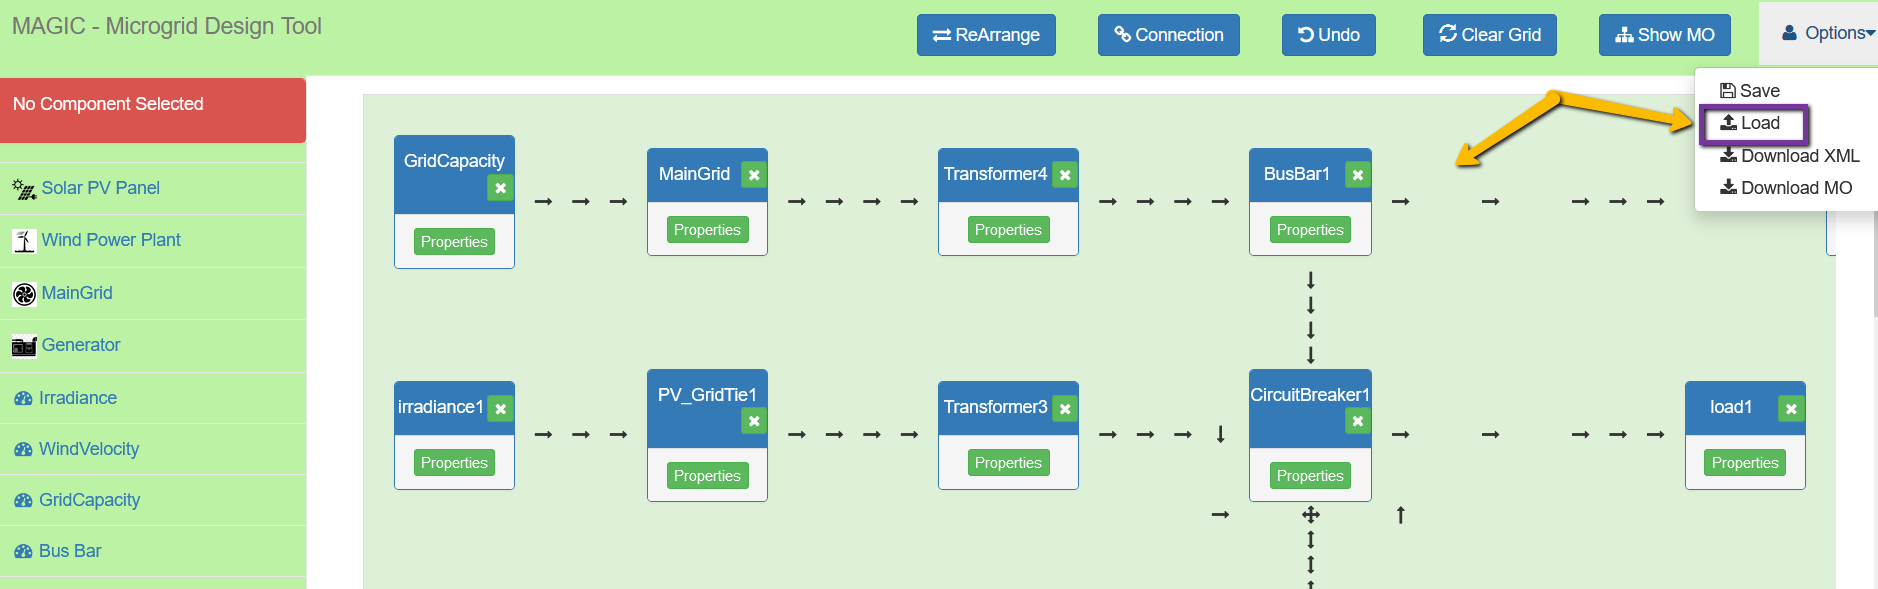 MAGIC - Microgrid Design Tool
ReArrange
Connection
Undo
Clear Grid
Show MO
Options
Save
Load
Download XML
Download MO
No Component Selected
Solar PV Panel
Wind Power Plant
MainGrid
Generator
Irradiance
WindVelocity
GridCapacity
Bus Bar
GridCapacity
Properties
MainGrid
Properties
Transformer4
Properties
BusBar1
Properties
irradiance1
Properties
PV_GridTie1
Properties
Transformer3
Properties
CircuitBreaker1
Properties
load1
Properties